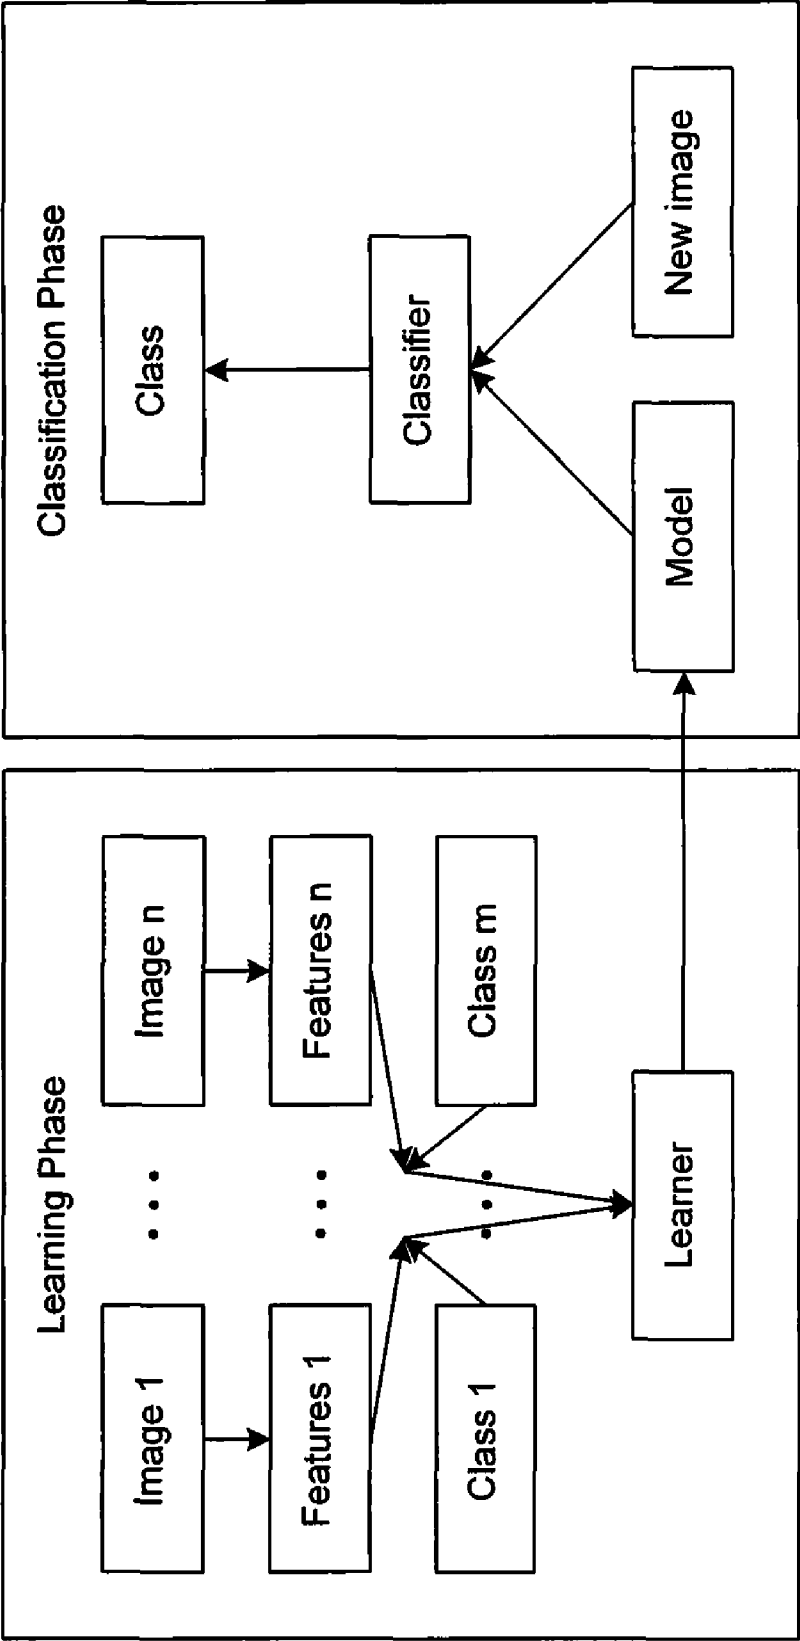 Learning Phase
Image 1
Image n
Features 1
Features n
Class 1
Class m
Learner
Classification Phase
Class
Classifier
Model
New image